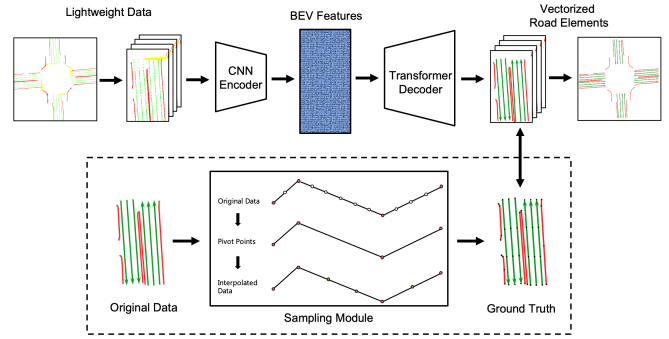 Lightweight Data
BEV Features
Vectorized
Road Elements
CNN
Encoder
Transformer
Decoder
Original Data
Pivot Points
Interpolated
Data
Original Data
Sampling Module
Ground Truth